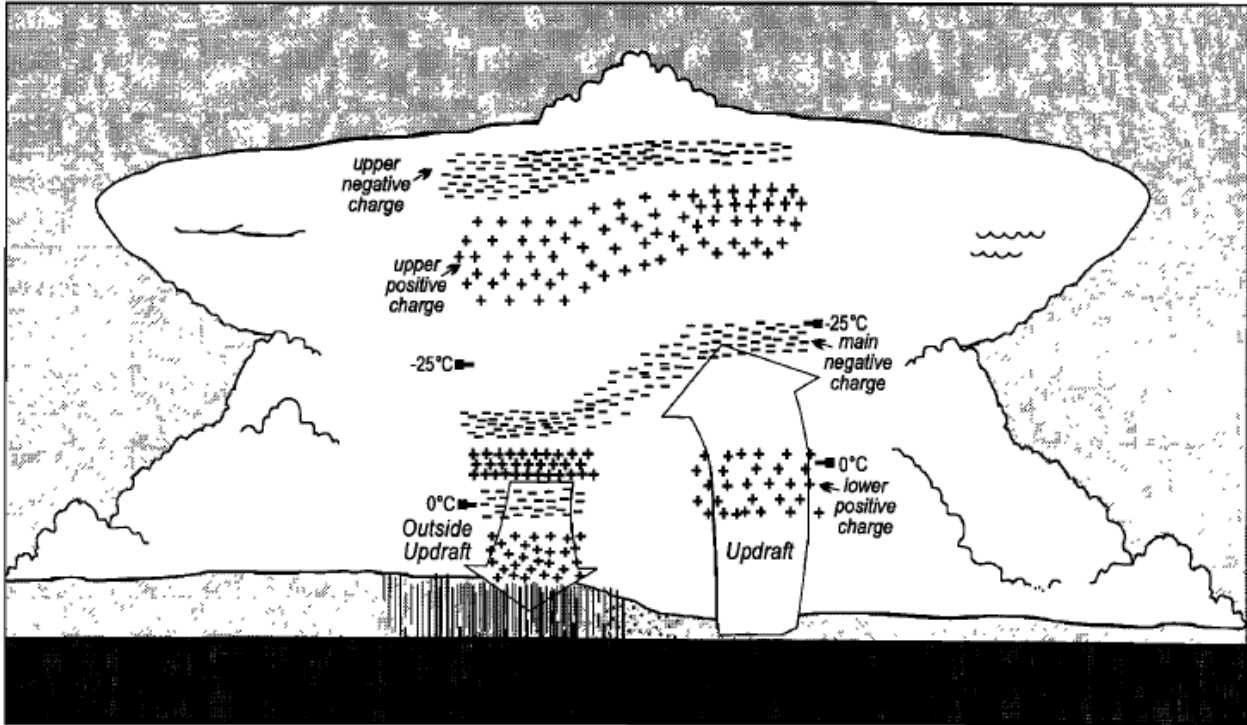 upper
negative
charge
upper
positive
charge
-25°C
main
negative
charge
-25°C
0°C
lower
positive
charge
0°C
Outside
Updraft
Updraft